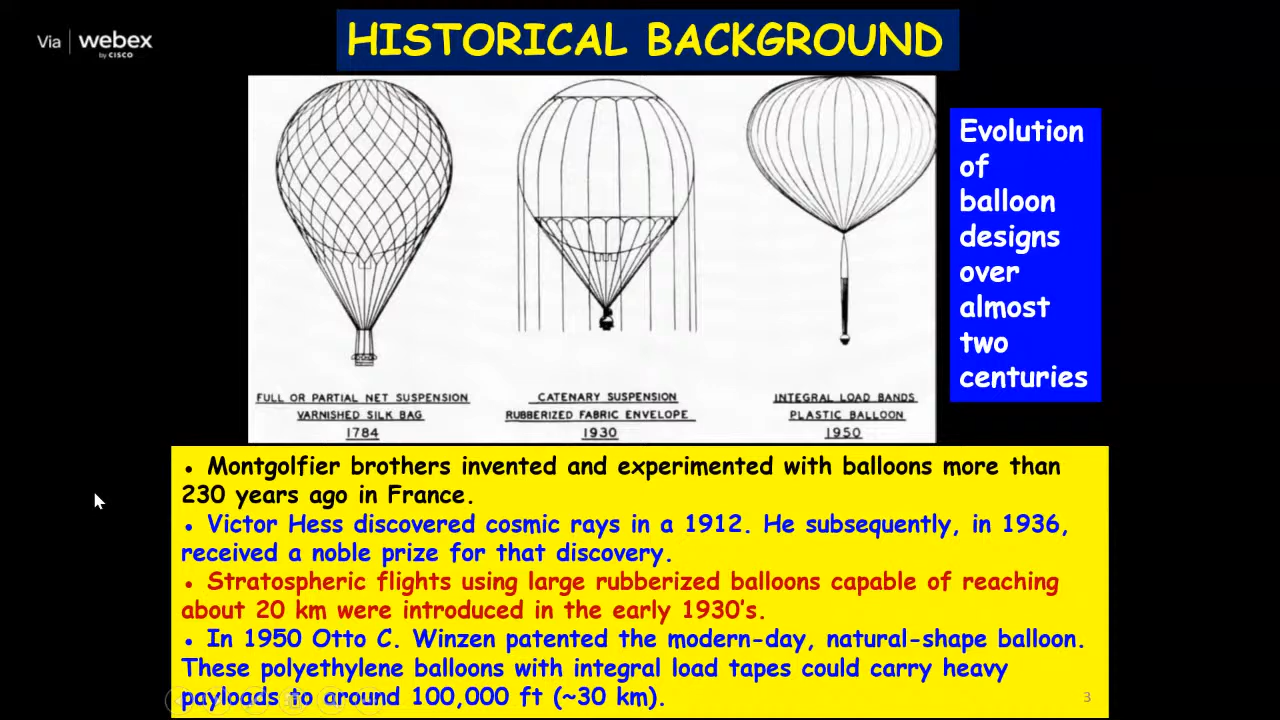 Via | webex
by CISCO
HISTORICAL BACKGROUND
Evolution
of
balloon
designs
over
almost
two
centuries
FULL OR PARTIAL NET SUSPENSION
VARNISHED SILK BAG
1784
CATENARY SUSPENSION
RUBBERIZED FABRIC ENVELOPE
1930
INTEGRAL LOAD BANDS
PLASTIC BALLOON
1950
• Montgolfier brothers invented and experimented with balloons more than
230 years ago in France.
• Victor Hess discovered cosmic rays in a 1912. He subsequently, in 1936,
received a noble prize for that discovery.
• Stratospheric flights using large rubberized balloons capable of reaching
about 20 km were introduced in the early 1930's.
• In 1950 Otto C. Winzen patented the modern-day, natural-shape balloon.
These polyethylene balloons with integral load tapes could carry heavy
payloads to around 100,000 ft (~30 km).
3